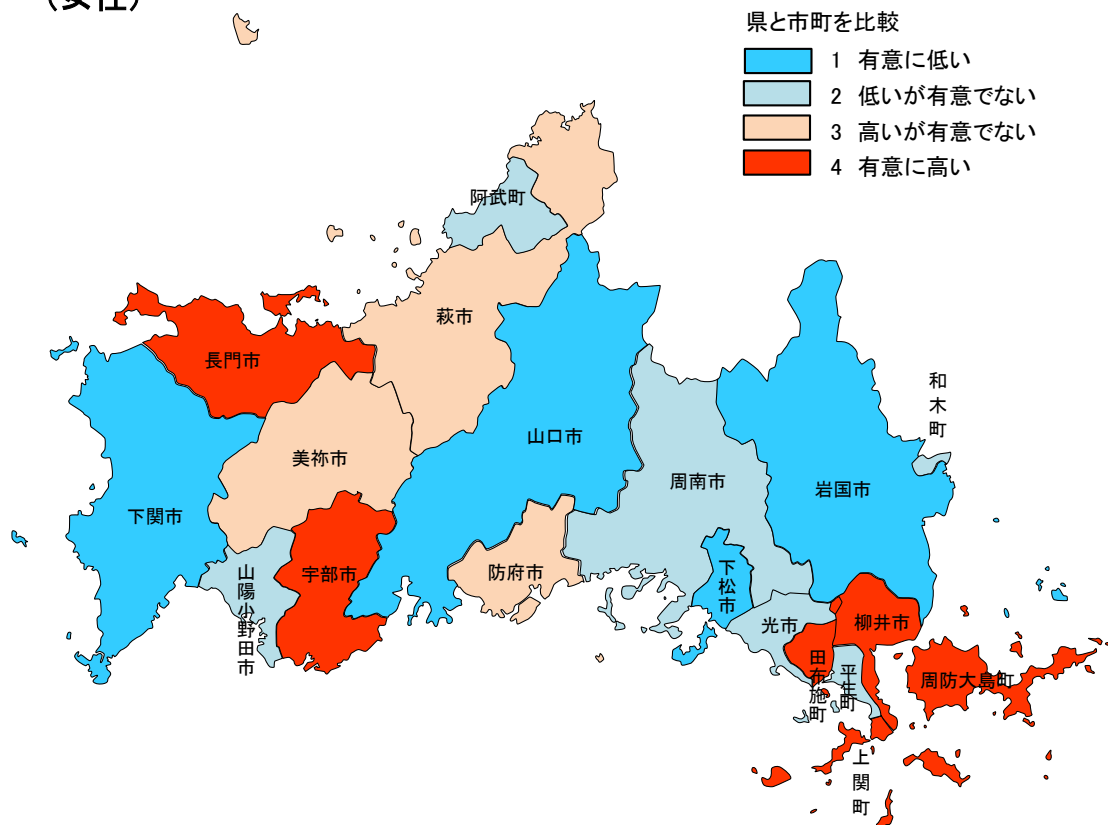 (女性)
県と市町を比較
1 有意に低い
2 低いが有意でない
3 高いが有意でない
4 有意に高い
阿武町
萩市
長門市
和木町
山口市
美祢市
周南市
岩国市
下関市
防府市
宇部市
下松市
山陽小野田市
光市
柳井市
田布施町
平生町
周防大島町
上関町